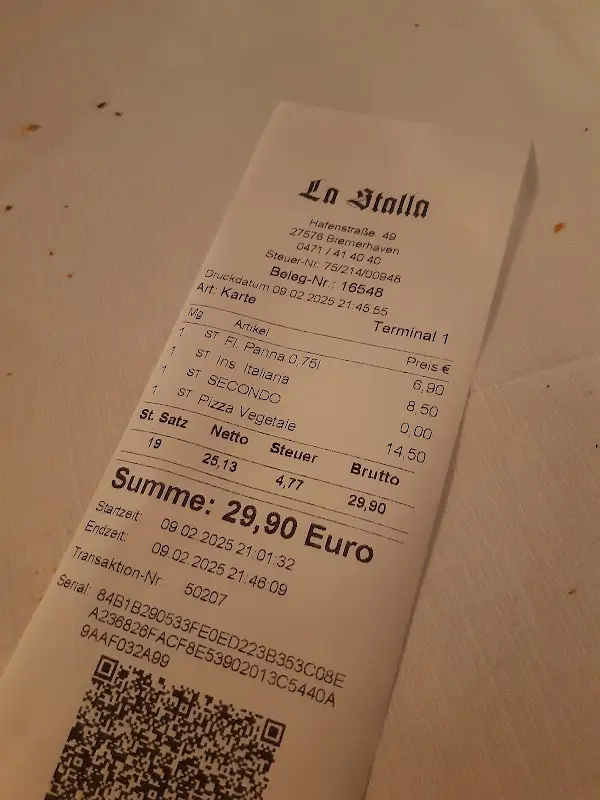 La Stalla
Hafenstraße 49
27576 Bremerhaven
0471 / 41 40 40
Steuer-Nr: 75/214/00948
Beleg-Nr.: 16548
Druckdatum 09.02.2025 21:45:55
Art: Karte Terminal 1
Mg Artikel Preis €
1 ST Fl. Panna 0,75l 6,90
1 ST Ins. Italiana 8,50
1 ST SECONDO 0,00
1 ST Pizza Vegetale 14,50
St. Satz Netto Steuer Brutto
19 25,13 4,77 29,90
Summe: 29,90 Euro
Startzeit: 09.02.2025 21:01:32
Endzeit: 09.02.2025 21:46:09
Transaktion-Nr 50207
Serial: 84B1B290533FE0ED223B353C08E
A236826FACF8E53902013C5440A
9AAF032A99